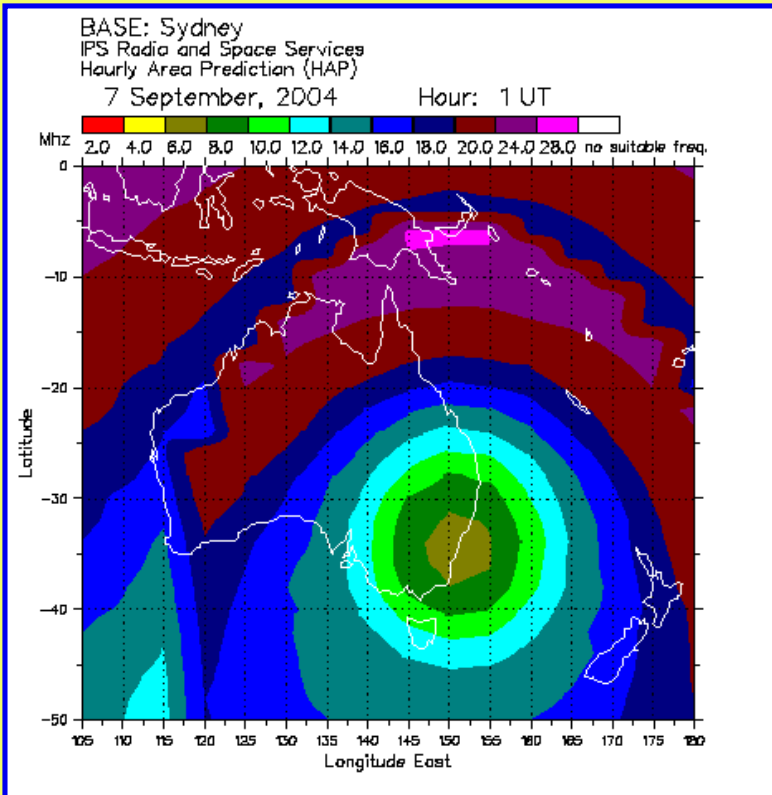 BASE: Sydney
IPS Radio and Space Services
Hourly Area Prediction (HAP)
7 September, 2004 Hour: 1 UT
Mhz 2.0 4.0 6.0 8.0 10.0 12.0 14.0 16.0 18.0 20.0 24.0 28.0 no suitable freq.
0
-10
-20
Latitude
-30
-40
-50
105 110 115 120 125 130 135 140 145 150 155 160 165 170 175 180
Longitude East